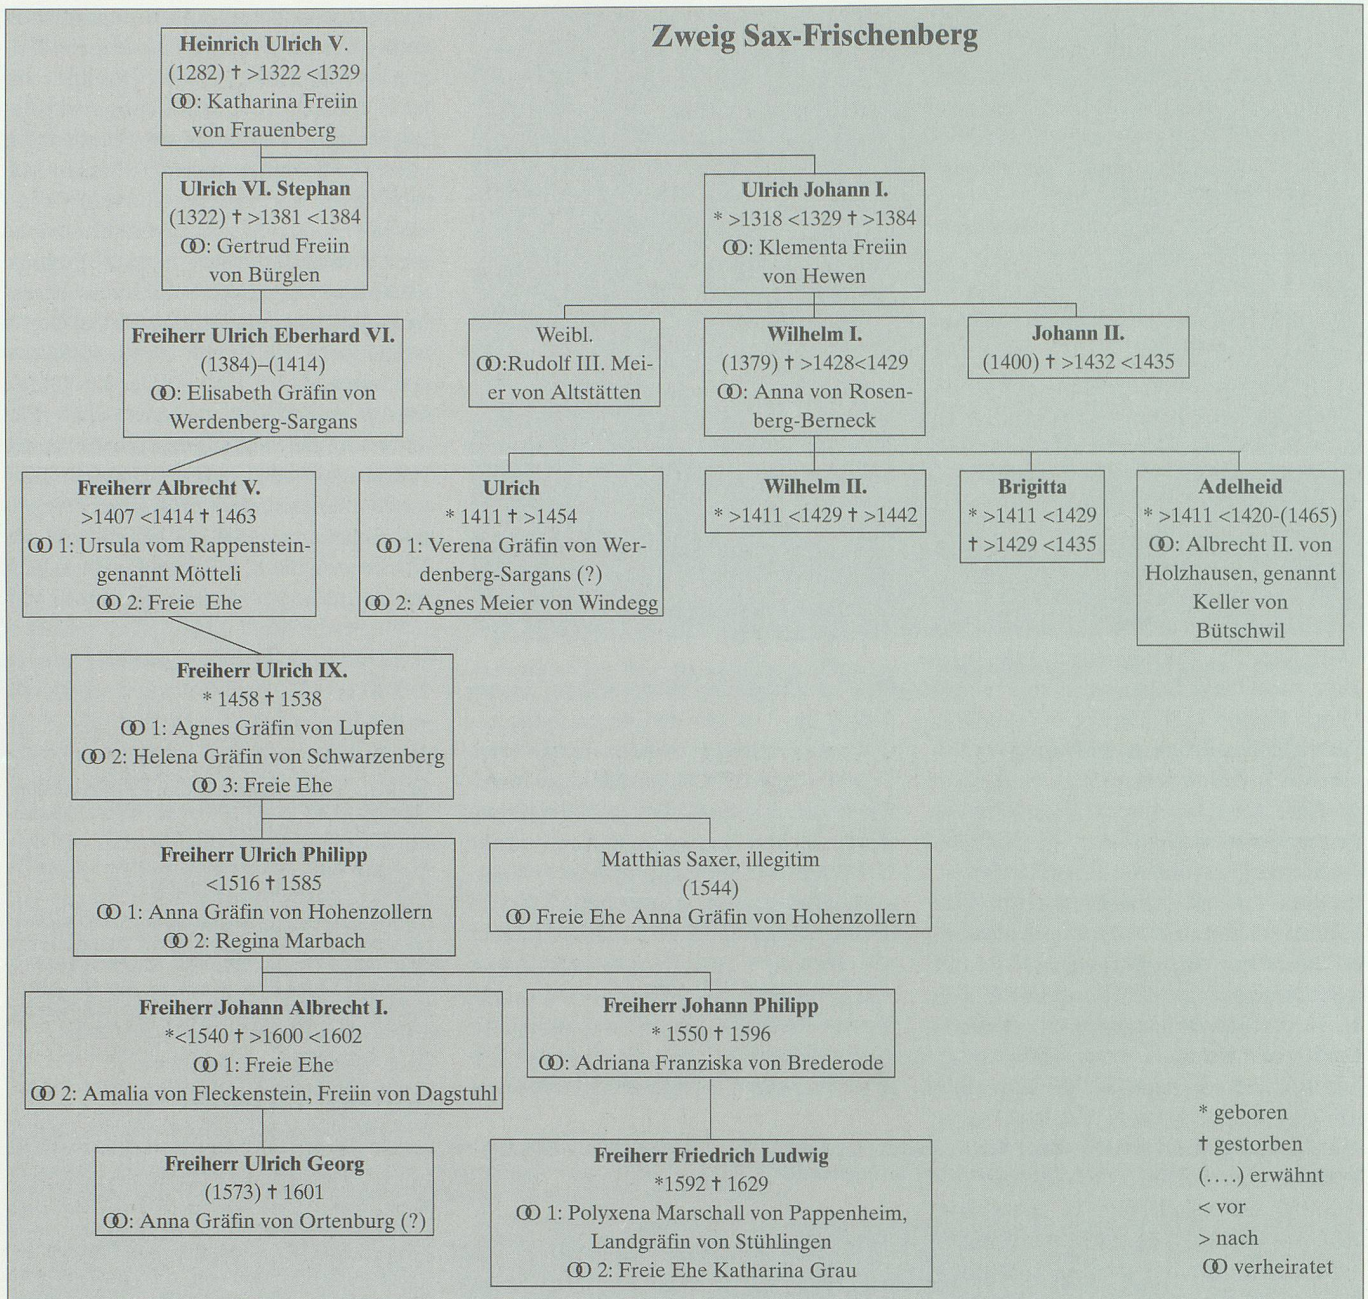 Zweig Sax-Frischenberg
Heinrich Ulrich V.
(1282) † >1322 <1329
⚭: Katharina Freiin
von Frauenberg
Ulrich VI. Stephan
(1322) † >1381 <1384
⚭: Gertrud Freiin
von Bürglen
Ulrich Johann I.
* >1318 <1329 † >1384
⚭: Klementa Freiin
von Hewen
Freiherr Ulrich Eberhard VI.
(1384)–(1414)
⚭: Elisabeth Gräfin von
Werdenberg-Sargans
Weibl.
⚭:Rudolf III. Mei-
er von Altstätten
Wilhelm I.
(1379) † >1428<1429
⚭: Anna von Rosen-
berg-Berneck
Johann II.
(1400) † >1432 <1435
Freiherr Albrecht V.
>1407 <1414 † 1463
⚭ 1: Ursula vom Rappenstein-
genannt Mötteli
⚭ 2: Freie Ehe
Ulrich
* 1411 † >1454
⚭ 1: Verena Gräfin von Wer-
denberg-Sargans (?)
⚭ 2: Agnes Meier von Windegg
Wilhelm II.
* >1411 <1429 † >1442
Brigitta
* >1411 <1429
† >1429 <1435
Adelheid
* >1411 <1420-(1465)
⚭: Albrecht II. von
Holzhausen, genannt
Keller von
Bütschwil
Freiherr Ulrich IX.
* 1458 † 1538
⚭ 1: Agnes Gräfin von Lupfen
⚭ 2: Helena Gräfin von Schwarzenberg
⚭ 3: Freie Ehe
Freiherr Ulrich Philipp
<1516 † 1585
⚭ 1: Anna Gräfin von Hohenzollern
⚭ 2: Regina Marbach
Matthias Saxer, illegitim
(1544)
⚭ Freie Ehe Anna Gräfin von Hohenzollern
Freiherr Johann Albrecht I.
*<1540 † >1600 <1602
⚭ 1: Freie Ehe
⚭ 2: Amalia von Fleckenstein, Freiin von Dagstuhl
Freiherr Johann Philipp
* 1550 † 1596
⚭: Adriana Franziska von Brederode
Freiherr Ulrich Georg
(1573) † 1601
⚭: Anna Gräfin von Ortenburg (?)
Freiherr Friedrich Ludwig
*1592 † 1629
⚭ 1: Polyxena Marschall von Pappenheim,
Landgräfin von Stühlingen
⚭ 2: Freie Ehe Katharina Grau
* geboren
† gestorben
(....) erwähnt
< vor
> nach
⚭ verheiratet